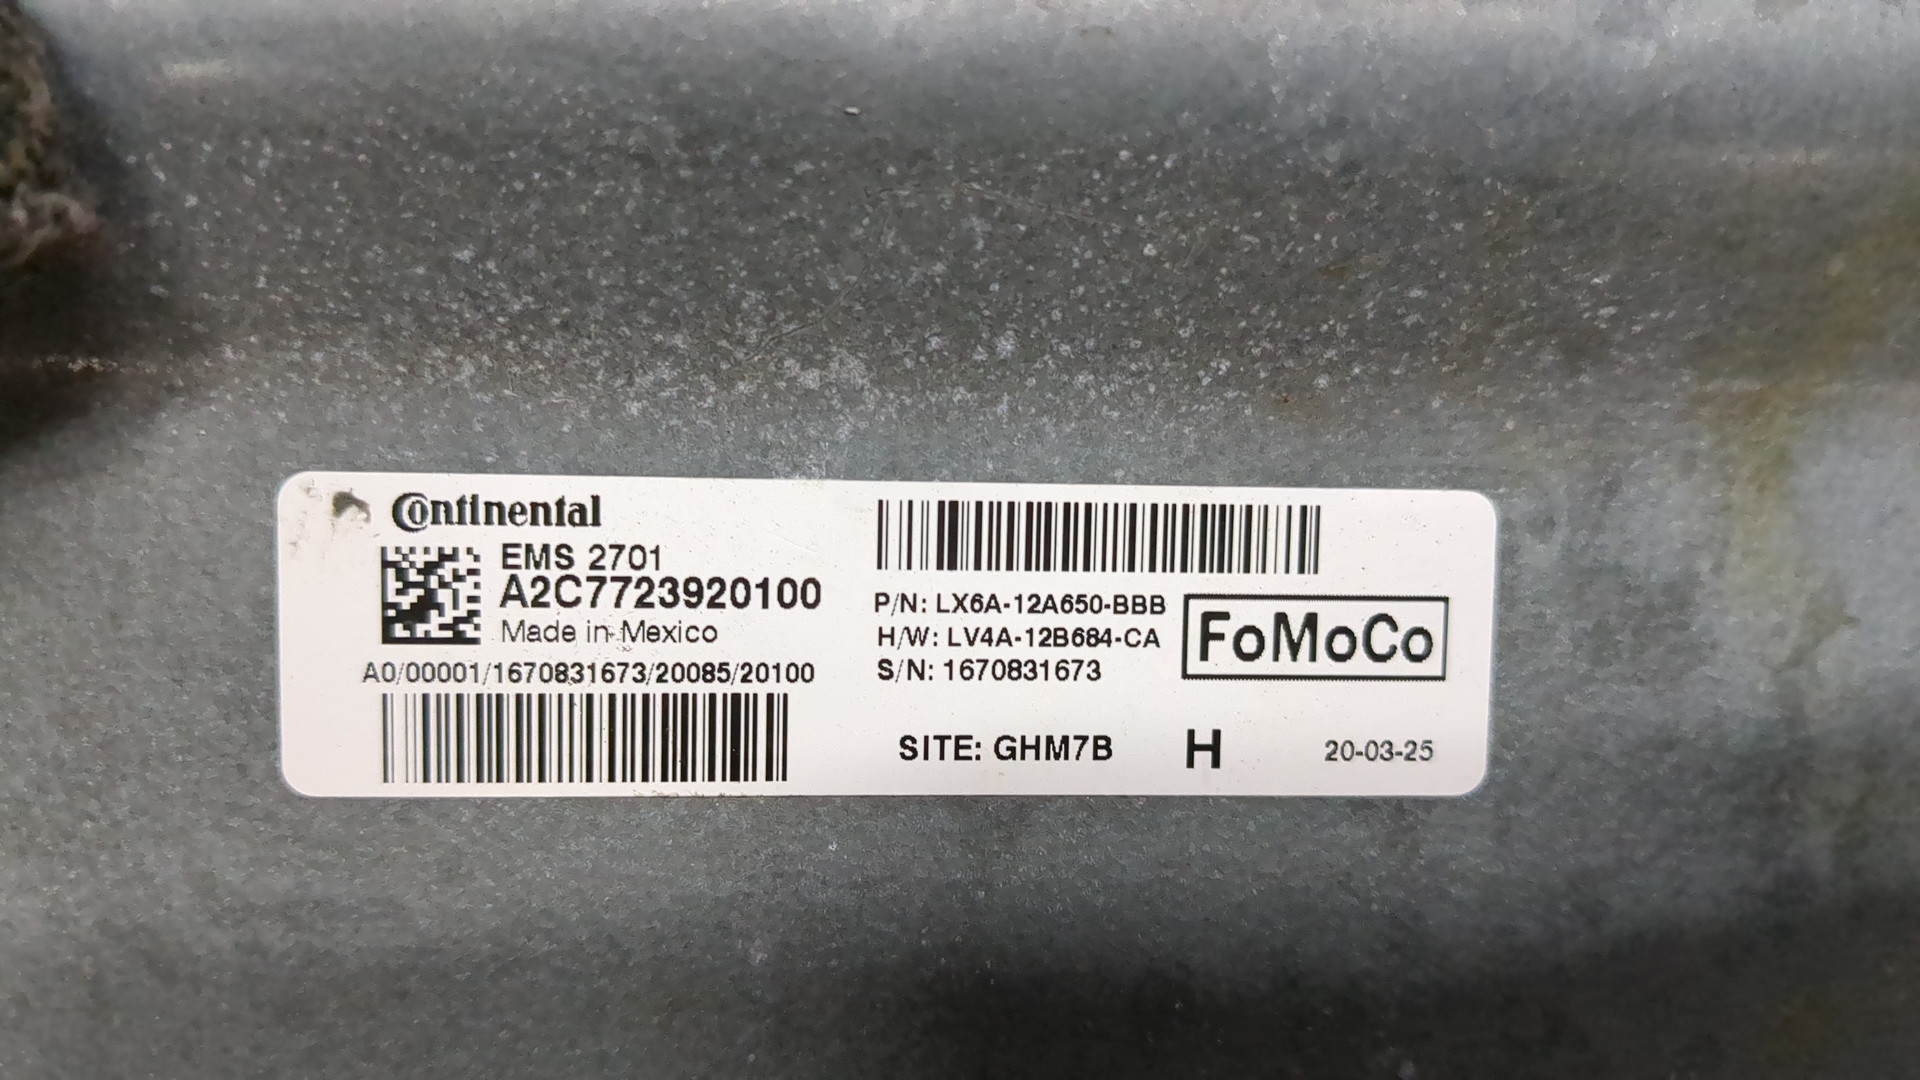 Continental
EMS 2701
A2C7723920100
Made in Mexico
A0/00001/1670831673/20085/20100
P/N: LX6A-12A650-BBB
H/W: LV4A-12B684-CA
S/N: 1670831673
FoMoCo
SITE: GHM7B H 20-03-25